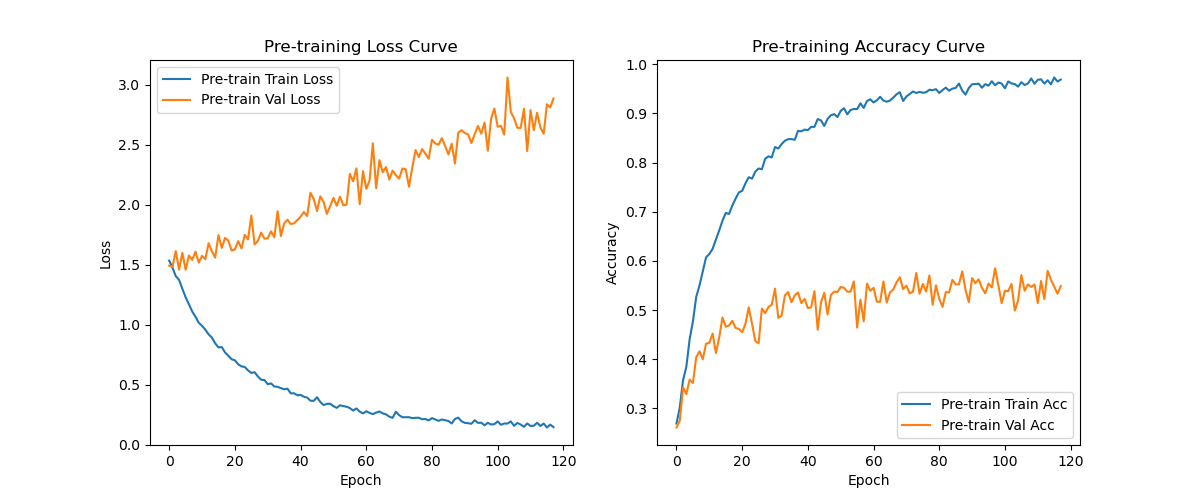 Pre-training Loss Curve
Pre-train Train Loss
Pre-train Val Loss
3.0
2.5
2.0
1.5
1.0
0.5
0.0
Loss
0 20 40 60 80 100 120
Epoch
Pre-training Accuracy Curve
1.0
0.9
0.8
0.7
0.6
0.5
0.4
0.3
Accuracy
Pre-train Train Acc
Pre-train Val Acc
0 20 40 60 80 100 120
Epoch